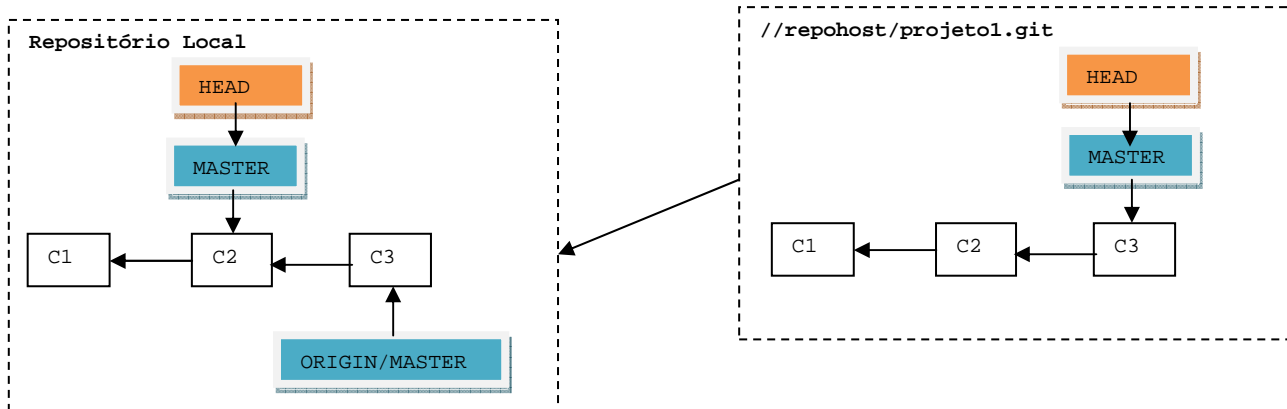 Repositório Local
HEAD
MASTER
C1
C2
C3
ORIGIN/MASTER
//repohost/projeto1.git
HEAD
MASTER
C1
C2
C3